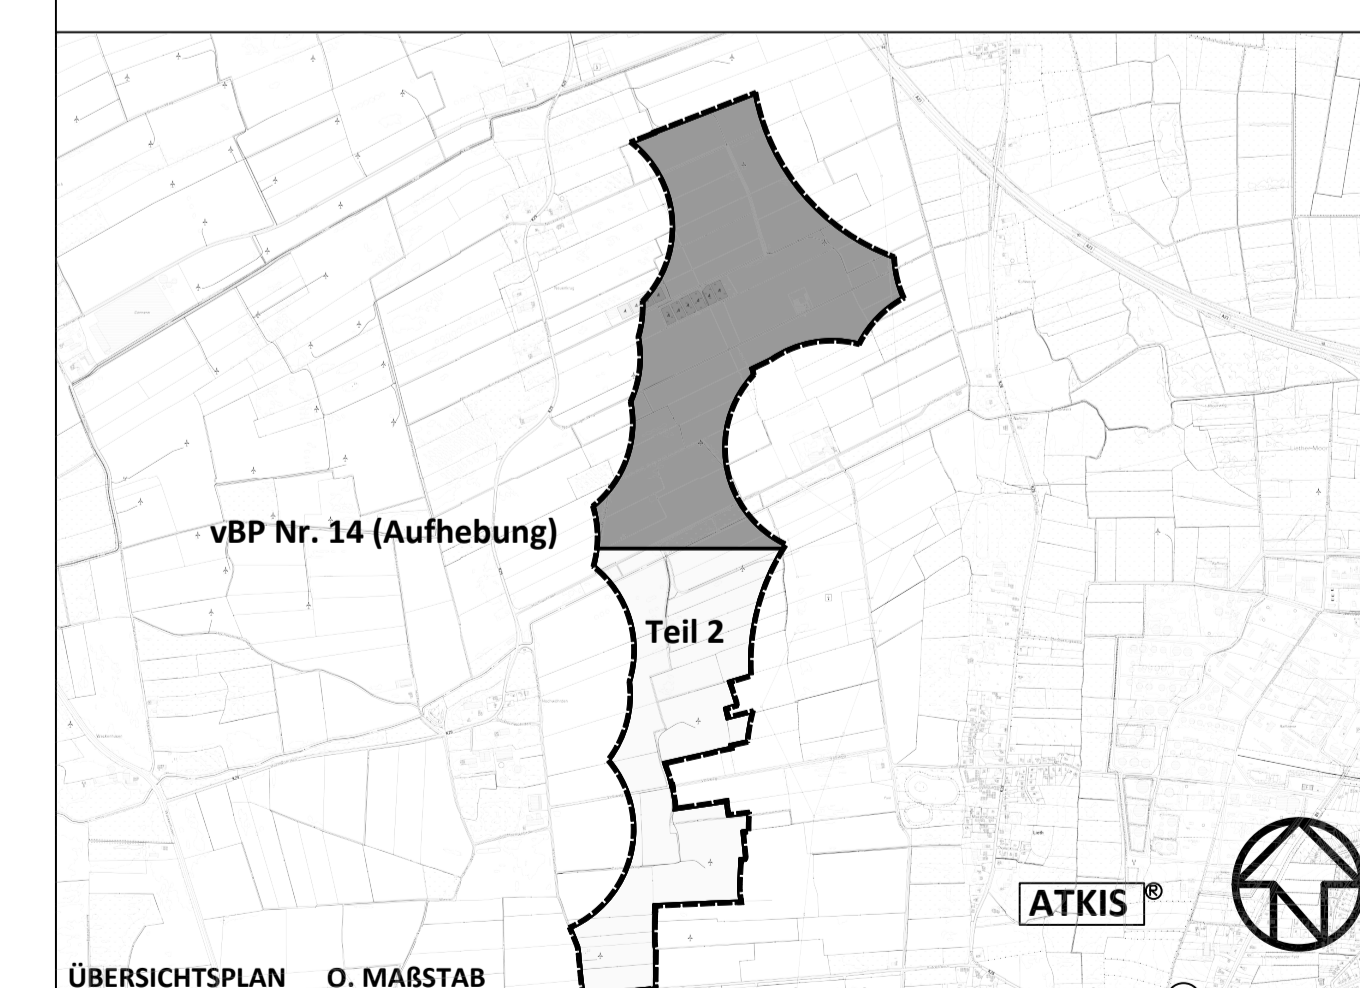 vBP Nr. 14 (Aufhebung)
Teil 2
ATKIS ®
N
ÜBERSICHTSPLAN O. MAßSTAB